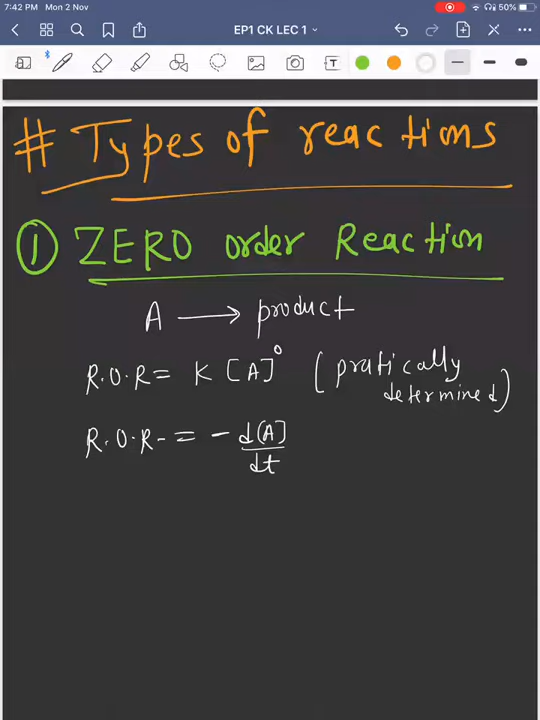 7:42 PM Mon 2 Nov
50%
EP1 CK LEC 1
T
# Types of reactions
① ZERO order Reaction
A ⟶ product
R.O.R = K [A]⁰ (pratically determined)
R.O.R. = - d[A]/dt